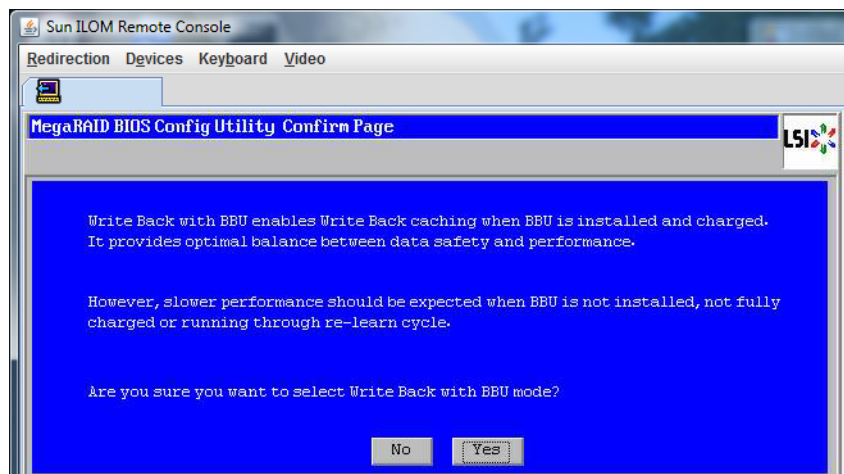 Sun ILOM Remote Console
Redirection Devices Keyboard Video
MegaRAID BIOS Config Utility Confirm Page
LSI
Write Back with BBU enables Write Back caching when BBU is installed and charged.
It provides optimal balance between data safety and performance.
However, slower performance should be expected when BBU is not installed, not fully
charged or running through re-learn cycle.
Are you sure you want to select Write Back with BBU mode?
No Yes